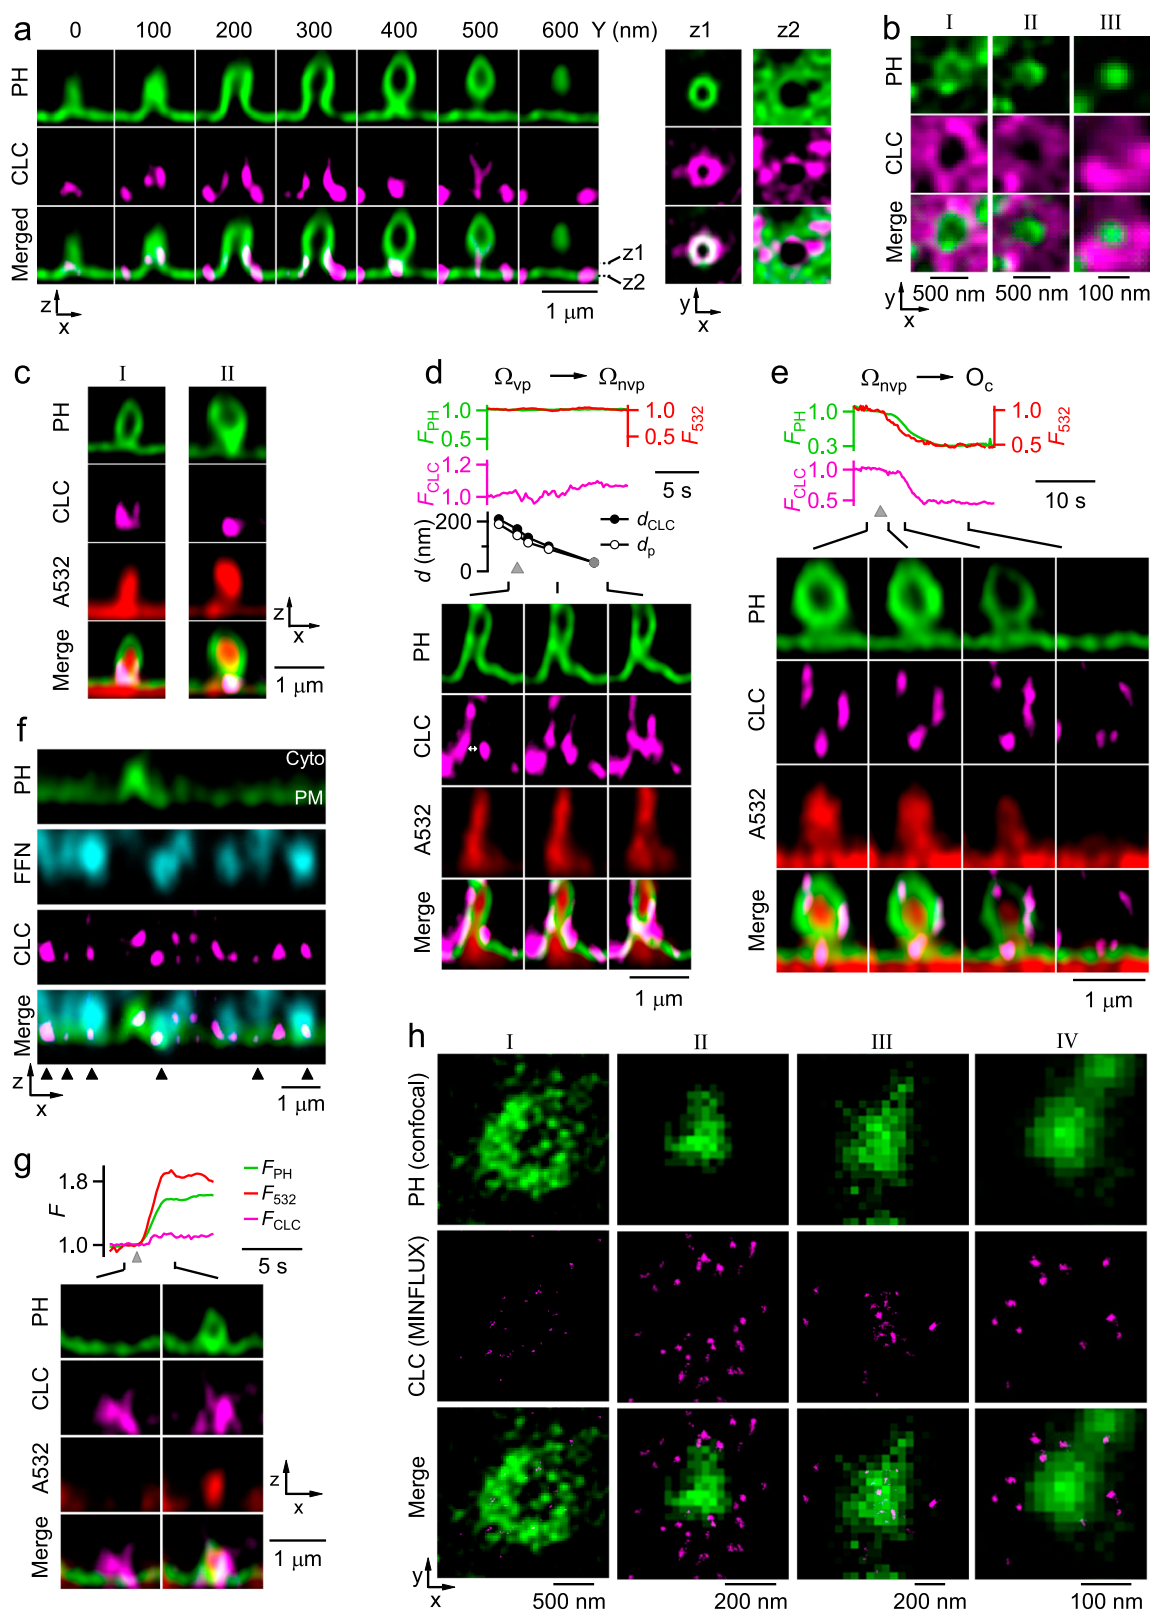 a
0 100 200 300 400 500 600 Y (nm)
PH
CLC
Merged
z1
z2
z
x
1 μm
z1 z2
y
x
b
I II III
PH
CLC
Merge
y
x
500 nm 500 nm 100 nm
c
I II
PH
CLC
A532
Merge
z
x
1 μm
d
Ωvp → Ωnvp
FPH
1.0
0.5
1.0
0.5
F532
FCLC
1.2
1.0
5 s
d (nm)
200
0
dCLC
dp
PH
CLC
A532
Merge
1 μm
e
Ωnvp → Oc
FPH
1.0
0.3
1.0
0.5
F532
FCLC
1.0
0.5
10 s
PH
CLC
A532
Merge
1 μm
f
PH
Cyto
PM
FFN
CLC
Merge
z
x
1 μm
g
F
1.8
1.0
FPH
F532
FCLC
5 s
PH
CLC
A532
Merge
z
x
1 μm
h
I II III IV
PH (confocal)
CLC (MINFLUX)
Merge
y
x
500 nm 200 nm 200 nm 100 nm